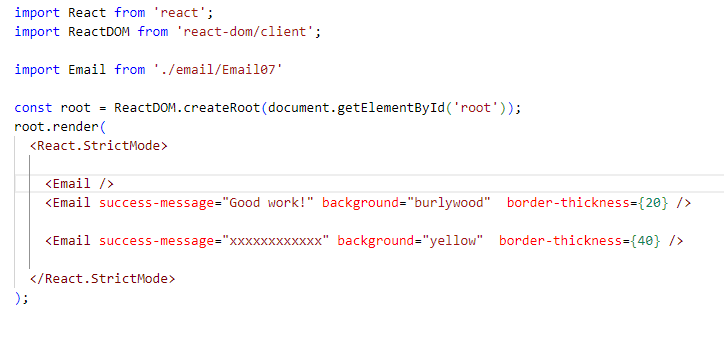 import React from 'react';
import ReactDOM from 'react-dom/client';
import Email from './email/Email07'
const root = ReactDOM.createRoot(document.getElementById('root'));
root.render(
<React.StrictMode>
<Email />
<Email success-message="Good work!" background="burlywood"  border-thickness={20} />
<Email success-message="xxxxxxxxxxxx" background="yellow"  border-thickness={40} />
</React.StrictMode>
);